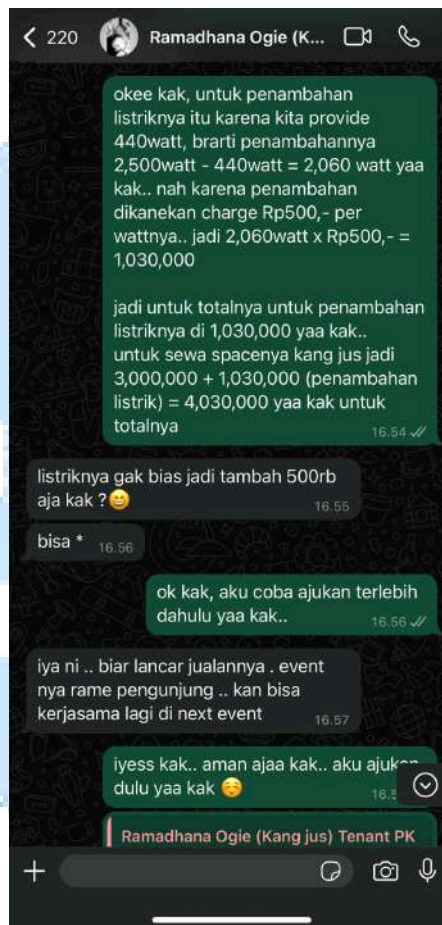 220
Ramadhana Ogie (K...
okee kak, untuk penambahan
listriknya itu karena kita provide
440watt, brarti penambahannya
2,500watt - 440watt = 2,060 watt yaa
kak.. nah karena penambahan
dikanekan charge Rp500,- per
wattnya.. jadi 2,060watt x Rp500,- =
1,030,000
jadi untuk totalnya untuk penambahan
listriknya di 1,030,000 yaa kak..
untuk sewa spacenya kang jus jadi
3,000,000 + 1,030,000 (penambahan
listrik) = 4,030,000 yaa kak untuk
totalnya
16.54
listriknya gak bias jadi tambah 500rb
aja kak ?😄
16.55
bisa * 16.56
ok kak, aku coba ajukan terlebih
dahulu yaa kak..
16.56
iya ni .. biar lancar jualannya . event
nya rame pengunjung .. kan bisa
kerjasama lagi di next event
16.57
iyess kak.. aman ajaa kak.. aku ajukan
dulu yaa kak ☺️
Ramadhana Ogie (Kang jus) Tenant PK